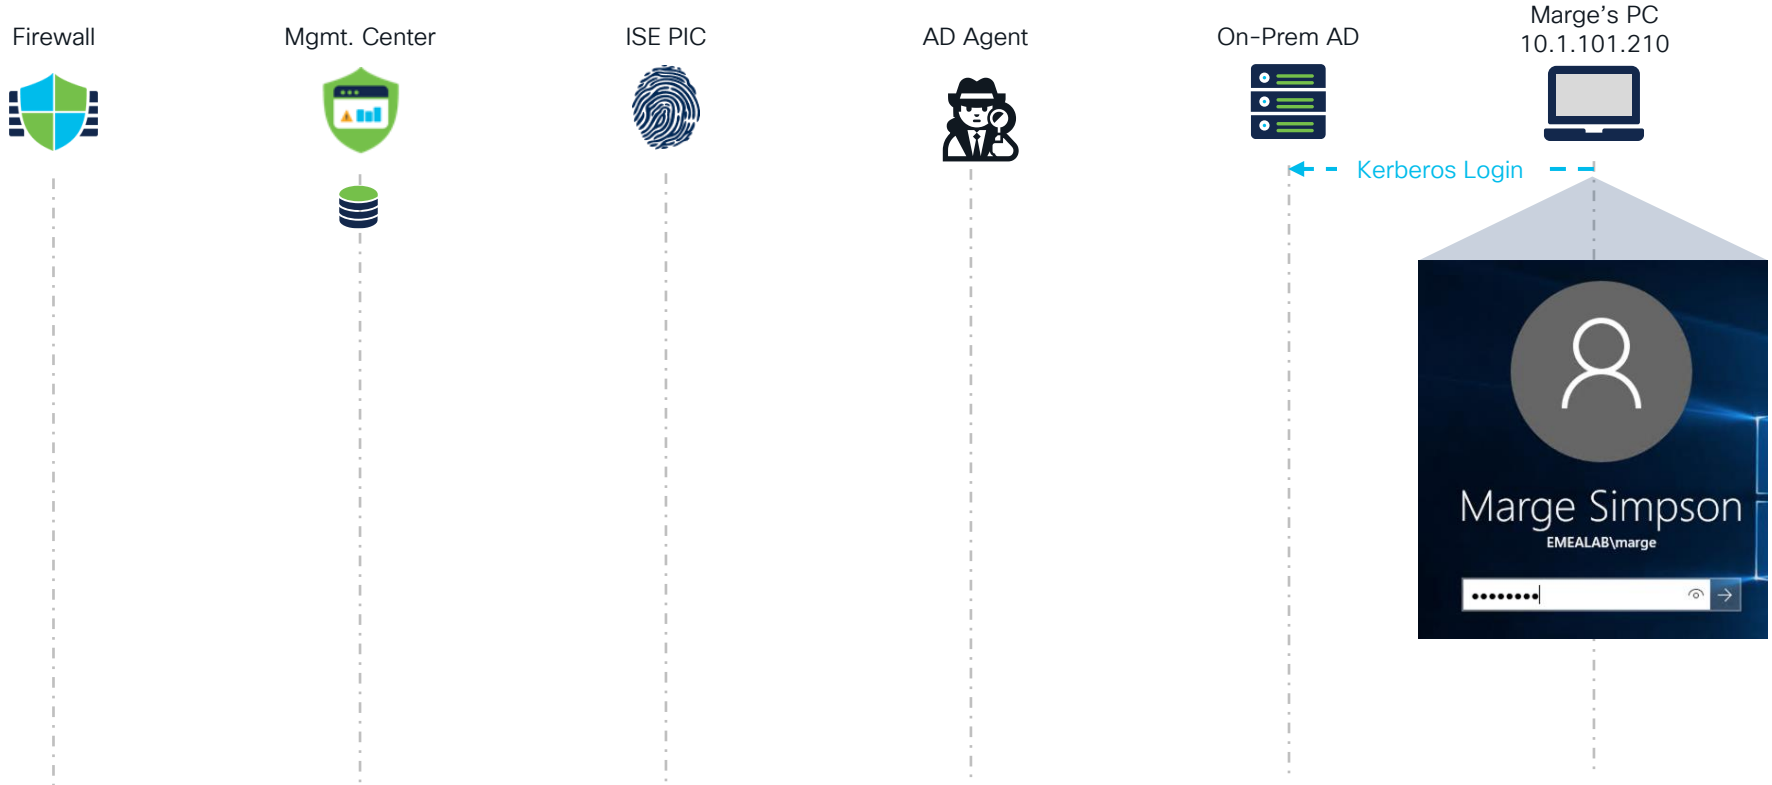 Firewall
Mgmt. Center
ISE PIC
AD Agent
On-Prem AD
Marge’s PC
10.1.101.210
Kerberos Login
Marge Simpson
EMEALAB\marge